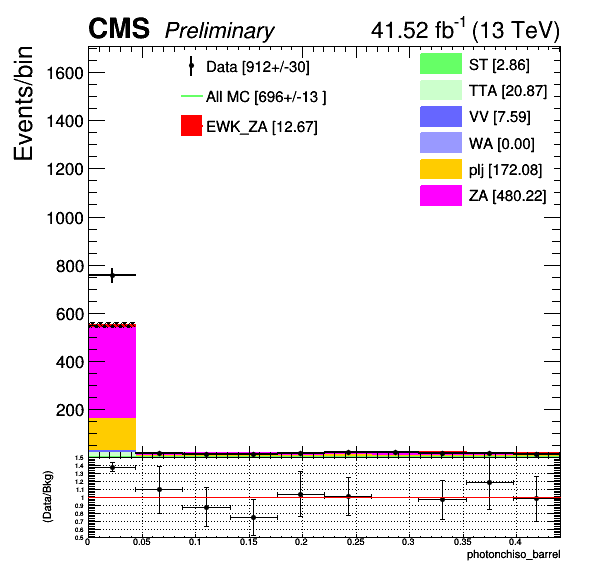 CMS Preliminary 41.52 fb⁻¹ (13 TeV)
Events/bin
1600
1400
1200
1000
800
600
400
200
Data [912+/-30]
All MC [696+/-13 ]
EWK_ZA [12.67]
ST [2.86]
TTA [20.87]
VV [7.59]
WA [0.00]
plj [172.08]
ZA [480.22]
(Data/Bkg)
1.5
1.4
1.3
1.2
1.1
1
0.9
0.8
0.7
0.6
0.5
0 0.05 0.1 0.15 0.2 0.25 0.3 0.35 0.4
photonchiso_barrel